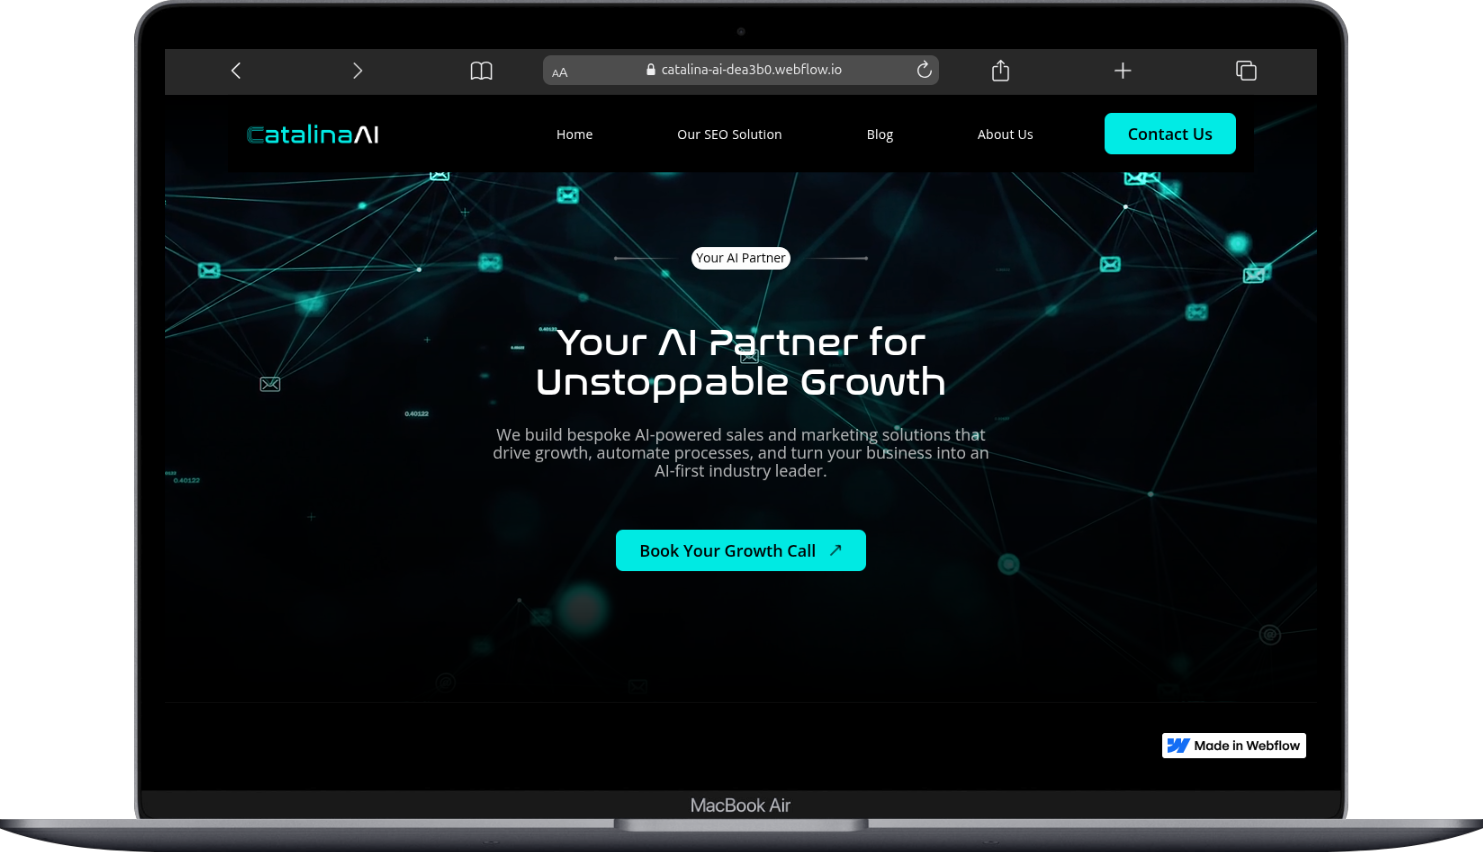 AA
catalina-ai-dea3b0.webflow.io
CatalinaAI
Home
Our SEO Solution
Blog
About Us
Contact Us
Your AI Partner
0.40122
Your AI Partner for
Unstoppable Growth
0.40122
We build bespoke AI-powered sales and marketing solutions that
drive growth, automate processes, and turn your business into an
AI-first industry leader.
0.40122
Book Your Growth Call
Made in Webflow
MacBook Air